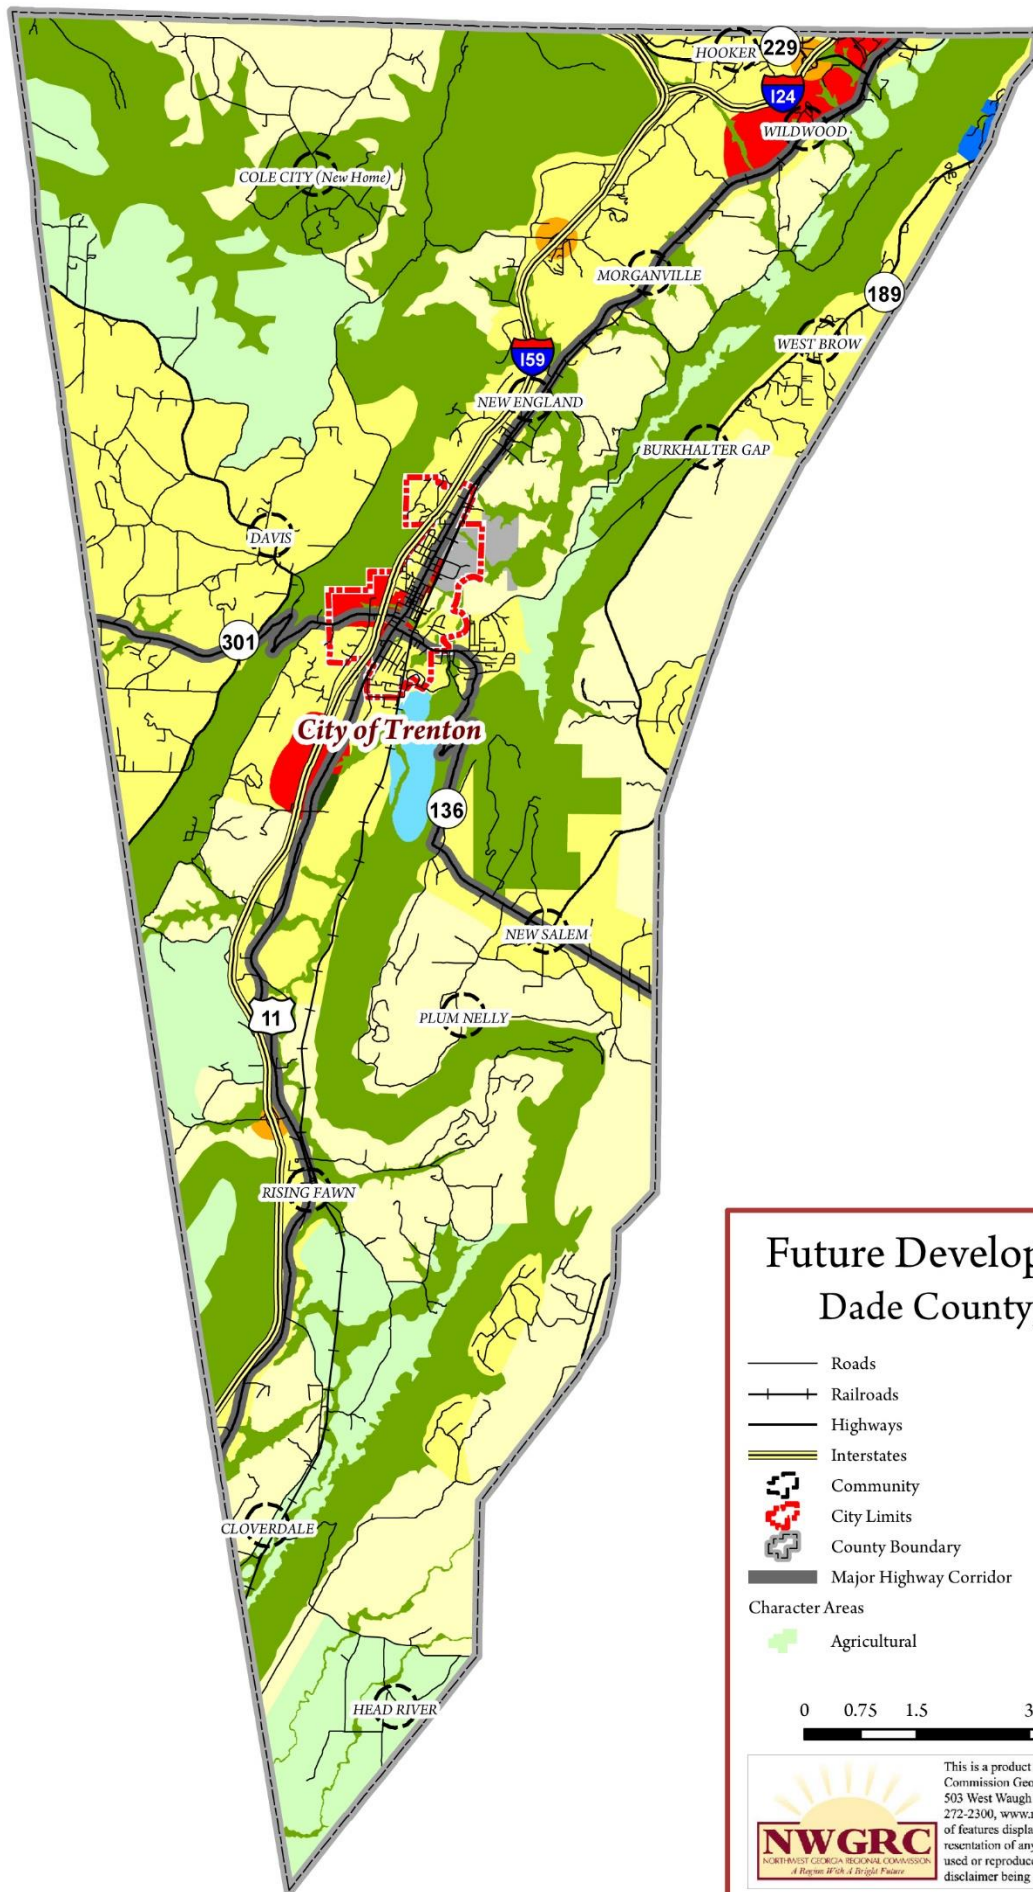 HOOKER
229
I24
WILDWOOD
COLE CITY (New Home)
MORGANVILLE
189
WEST BROW
I59
NEW ENGLAND
BURKHALTER GAP
DAVIS
301
City of Trenton
136
NEW SALEM
11
PLUM NELLY
RISING FAWN
CLOVERDALE
HEAD RIVER
Future Develop
Dade County
Roads
Railroads
Highways
Interstates
Community
City Limits
County Boundary
Major Highway Corridor
Character Areas
Agricultural
0 0.75 1.5 3
NWGRC
NORTHWEST GEORGIA REGIONAL COMMISSION
A Region With A Bright Future
This is a product
Commission Geo
503 West Waugh
272-2300, www.
of features displa
resentation of any
used or reproduce
disclaimer being